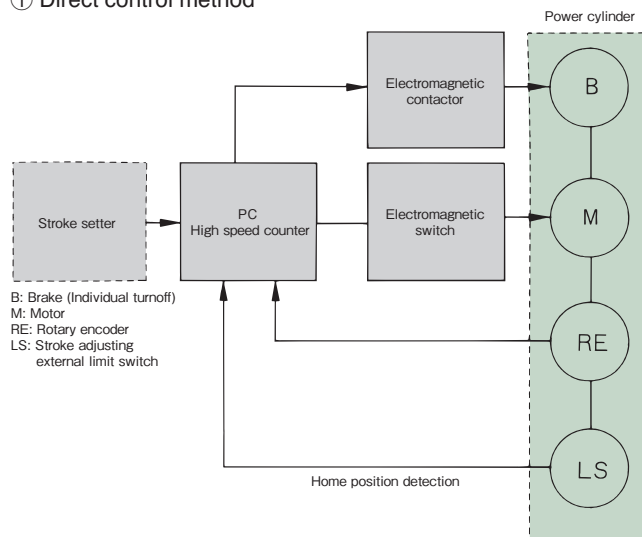 ① Direct control method
Power cylinder
Electromagnetic
contactor
B
Stroke setter
PC
High speed counter
Electromagnetic
switch
M
B: Brake (Individual turnoff)
M: Motor
RE: Rotary encoder
LS: Stroke adjusting
external limit switch
RE
LS
Home position detection